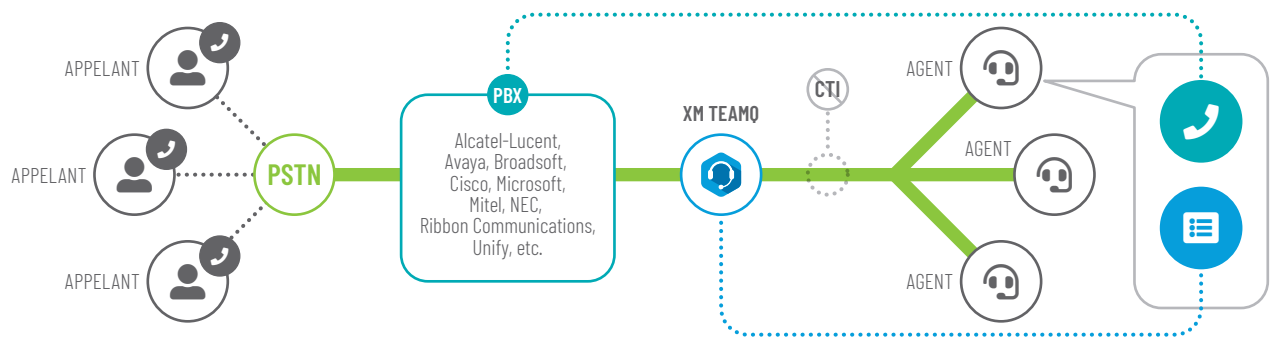 APPELANT
APPELANT
APPELANT
PSTN
PBX
Alcatel-Lucent,
Avaya, Broadsoft,
Cisco, Microsoft,
Mitel, NEC,
Ribbon Communications,
Unify, etc.
XM TEAMQ
CTI
AGENT
AGENT
AGENT